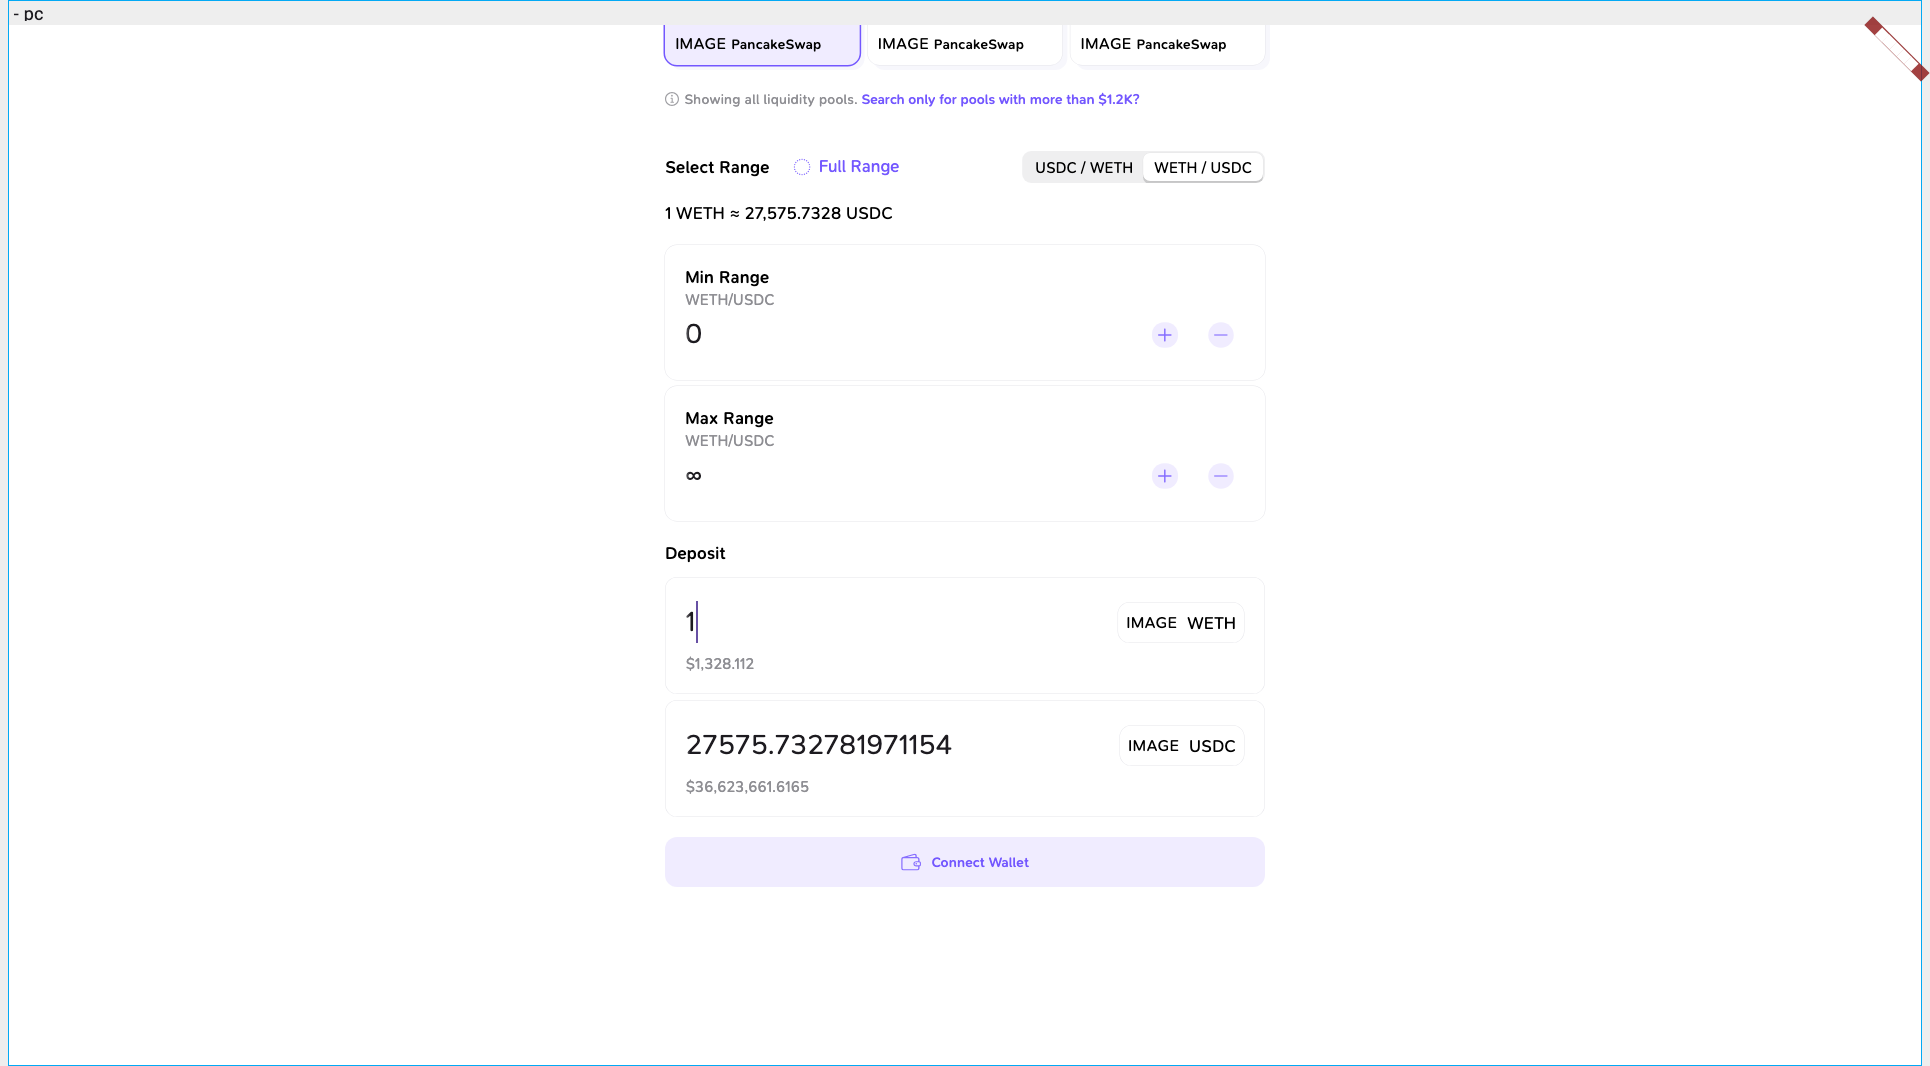 - pc
IMAGE PancakeSwap IMAGE PancakeSwap IMAGE PancakeSwap
Showing all liquidity pools. Search only for pools with more than $1.2K?
Select Range Full Range USDC / WETH WETH / USDC
1 WETH ≈ 27,575.7328 USDC
Min Range
WETH/USDC
0
Max Range
WETH/USDC
∞
Deposit
1 IMAGE WETH
$1,328.112
27575.732781971154 IMAGE USDC
$36,623,661.6165
Connect Wallet